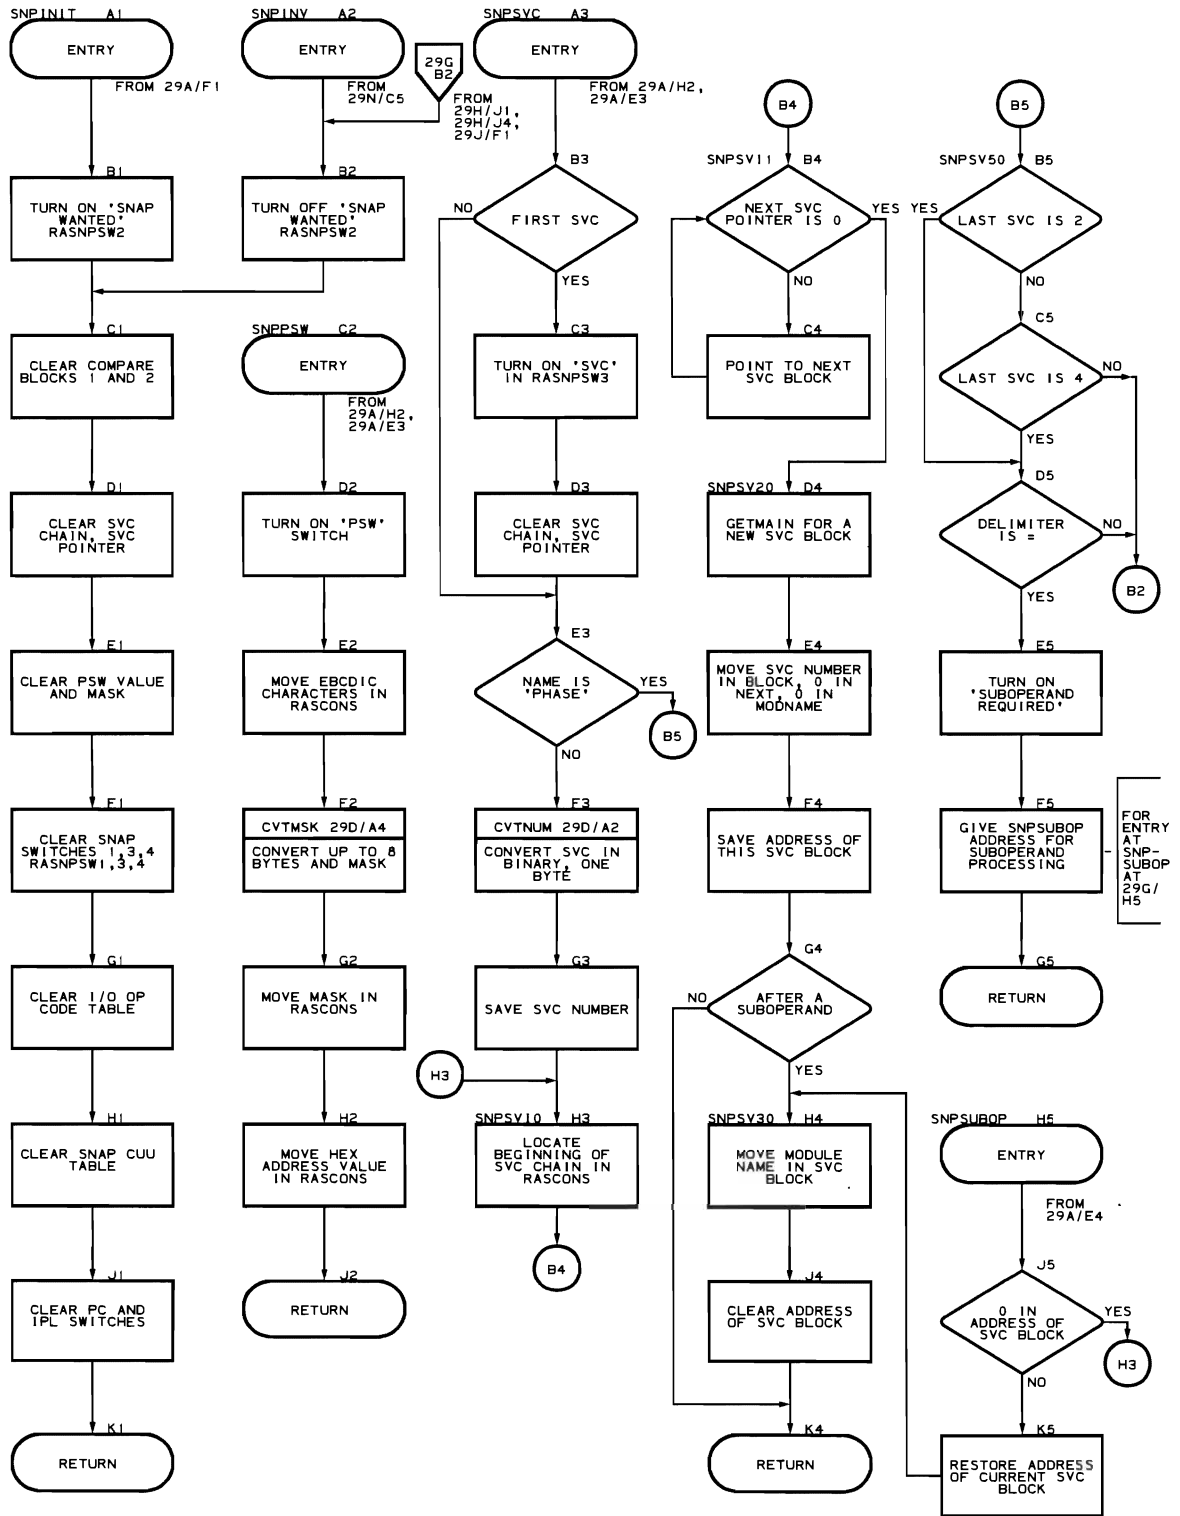 SNPINIT A1
ENTRY
FROM 29A/F1
B1
TURN ON 'SNAP
WANTED'
RASNPSW2
C1
CLEAR COMPARE
BLOCKS 1 AND 2
D1
CLEAR SVC
CHAIN, SVC
POINTER
E1
CLEAR PSW VALUE
AND MASK
F1
CLEAR SNAP
SWITCHES 1,3,4
RASNPSW1,3,4
G1
CLEAR I/O OP
CODE TABLE
H1
CLEAR SNAP CUU
TABLE
J1
CLEAR PC AND
IPL SWITCHES
K1
RETURN
SNPINV A2
ENTRY
FROM
29N/C5
29G
B2
FROM
29H/J1,
29H/J4,
29J/F1
B2
TURN OFF 'SNAP
WANTED'
RASNPSW2
SNPPSW C2
ENTRY
FROM
29A/H2,
29A/E3
D2
TURN ON 'PSW'
SWITCH
E2
MOVE EBCDIC
CHARACTERS IN
RASCONS
F2
CVTMSK 29D/A4
CONVERT UP TO 8
BYTES AND MASK
G2
MOVE MASK IN
RASCONS
H2
MOVE HEX
ADDRESS VALUE
IN RASCONS
J2
RETURN
SNPSVC A3
ENTRY
FROM 29A/H2,
29A/E3
B3
NO
FIRST SVC
YES
C3
TURN ON 'SVC'
IN RASNPSW3
D3
CLEAR SVC
CHAIN, SVC
POINTER
E3
NAME IS
'PHASE'
YES
B5
NO
F3
CVTNUM 29D/A2
CONVERT SVC IN
BINARY, ONE
BYTE
G3
SAVE SVC NUMBER
H3
SNPSV10 H3
LOCATE
BEGINNING OF
SVC CHAIN IN
RASCONS
B4
B4
SNPSV11 B4
NEXT SVC
POINTER IS 0
YES
NO
C4
POINT TO NEXT
SVC BLOCK
SNPSV20 D4
GETMAIN FOR A
NEW SVC BLOCK
E4
MOVE SVC NUMBER
IN BLOCK, 0 IN
NEXT, 0 IN
MODNAME
F4
SAVE ADDRESS OF
THIS SVC BLOCK
G4
NO
AFTER A
SUBOPERAND
YES
SNPSV30 H4
MOVE MODULE
NAME IN SVC
BLOCK
J4
CLEAR ADDRESS
OF SVC BLOCK
K4
RETURN
B5
SNPSV50 B5
YES
LAST SVC IS 2
NO
C5
LAST SVC IS 4
NO
YES
D5
DELIMITER
IS =
NO
B2
YES
E5
TURN ON
'SUBOPERAND
REQUIRED'
F5
GIVE SNPSUBOP
ADDRESS FOR
SUBOPERAND
PROCESSING
FOR
ENTRY
AT
SNP-
SUBOP
AT
29G/
H5
G5
RETURN
SNPSUBOP H5
ENTRY
FROM
29A/E4
J5
0 IN
ADDRESS OF
SVC BLOCK
YES
H3
NO
K5
RESTORE ADDRESS
OF CURRENT SVC
BLOCK